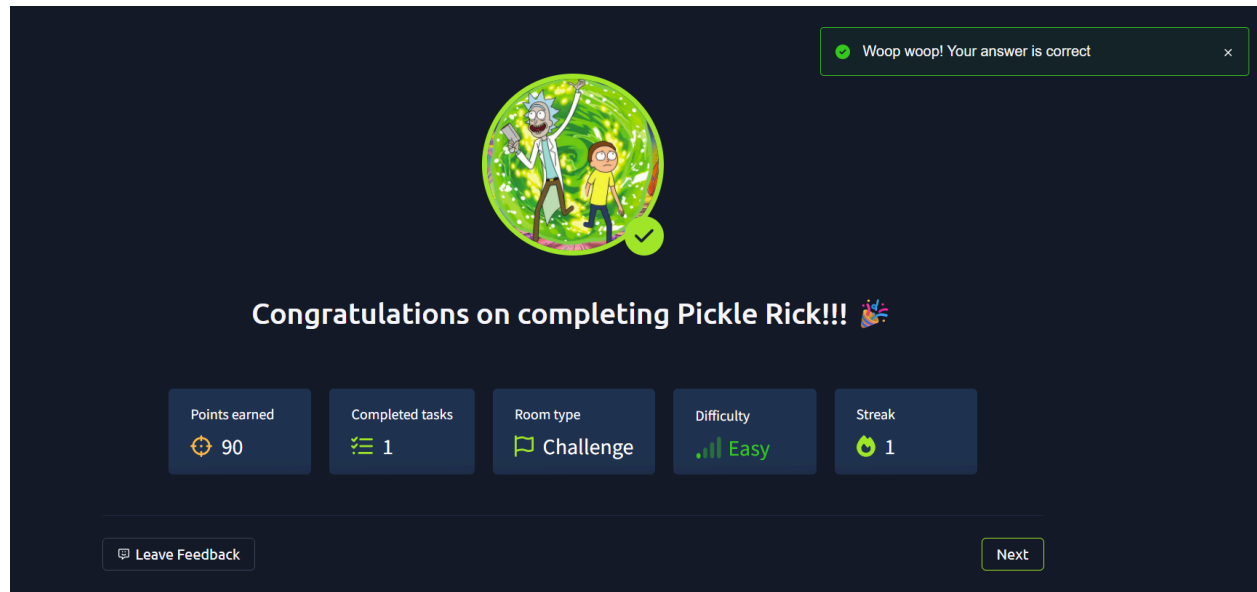 Woop woop! Your answer is correct
Congratulations on completing Pickle Rick!!! 🎉
Points earned
90
Completed tasks
1
Room type
Challenge
Difficulty
Easy
Streak
1
Leave Feedback
Next